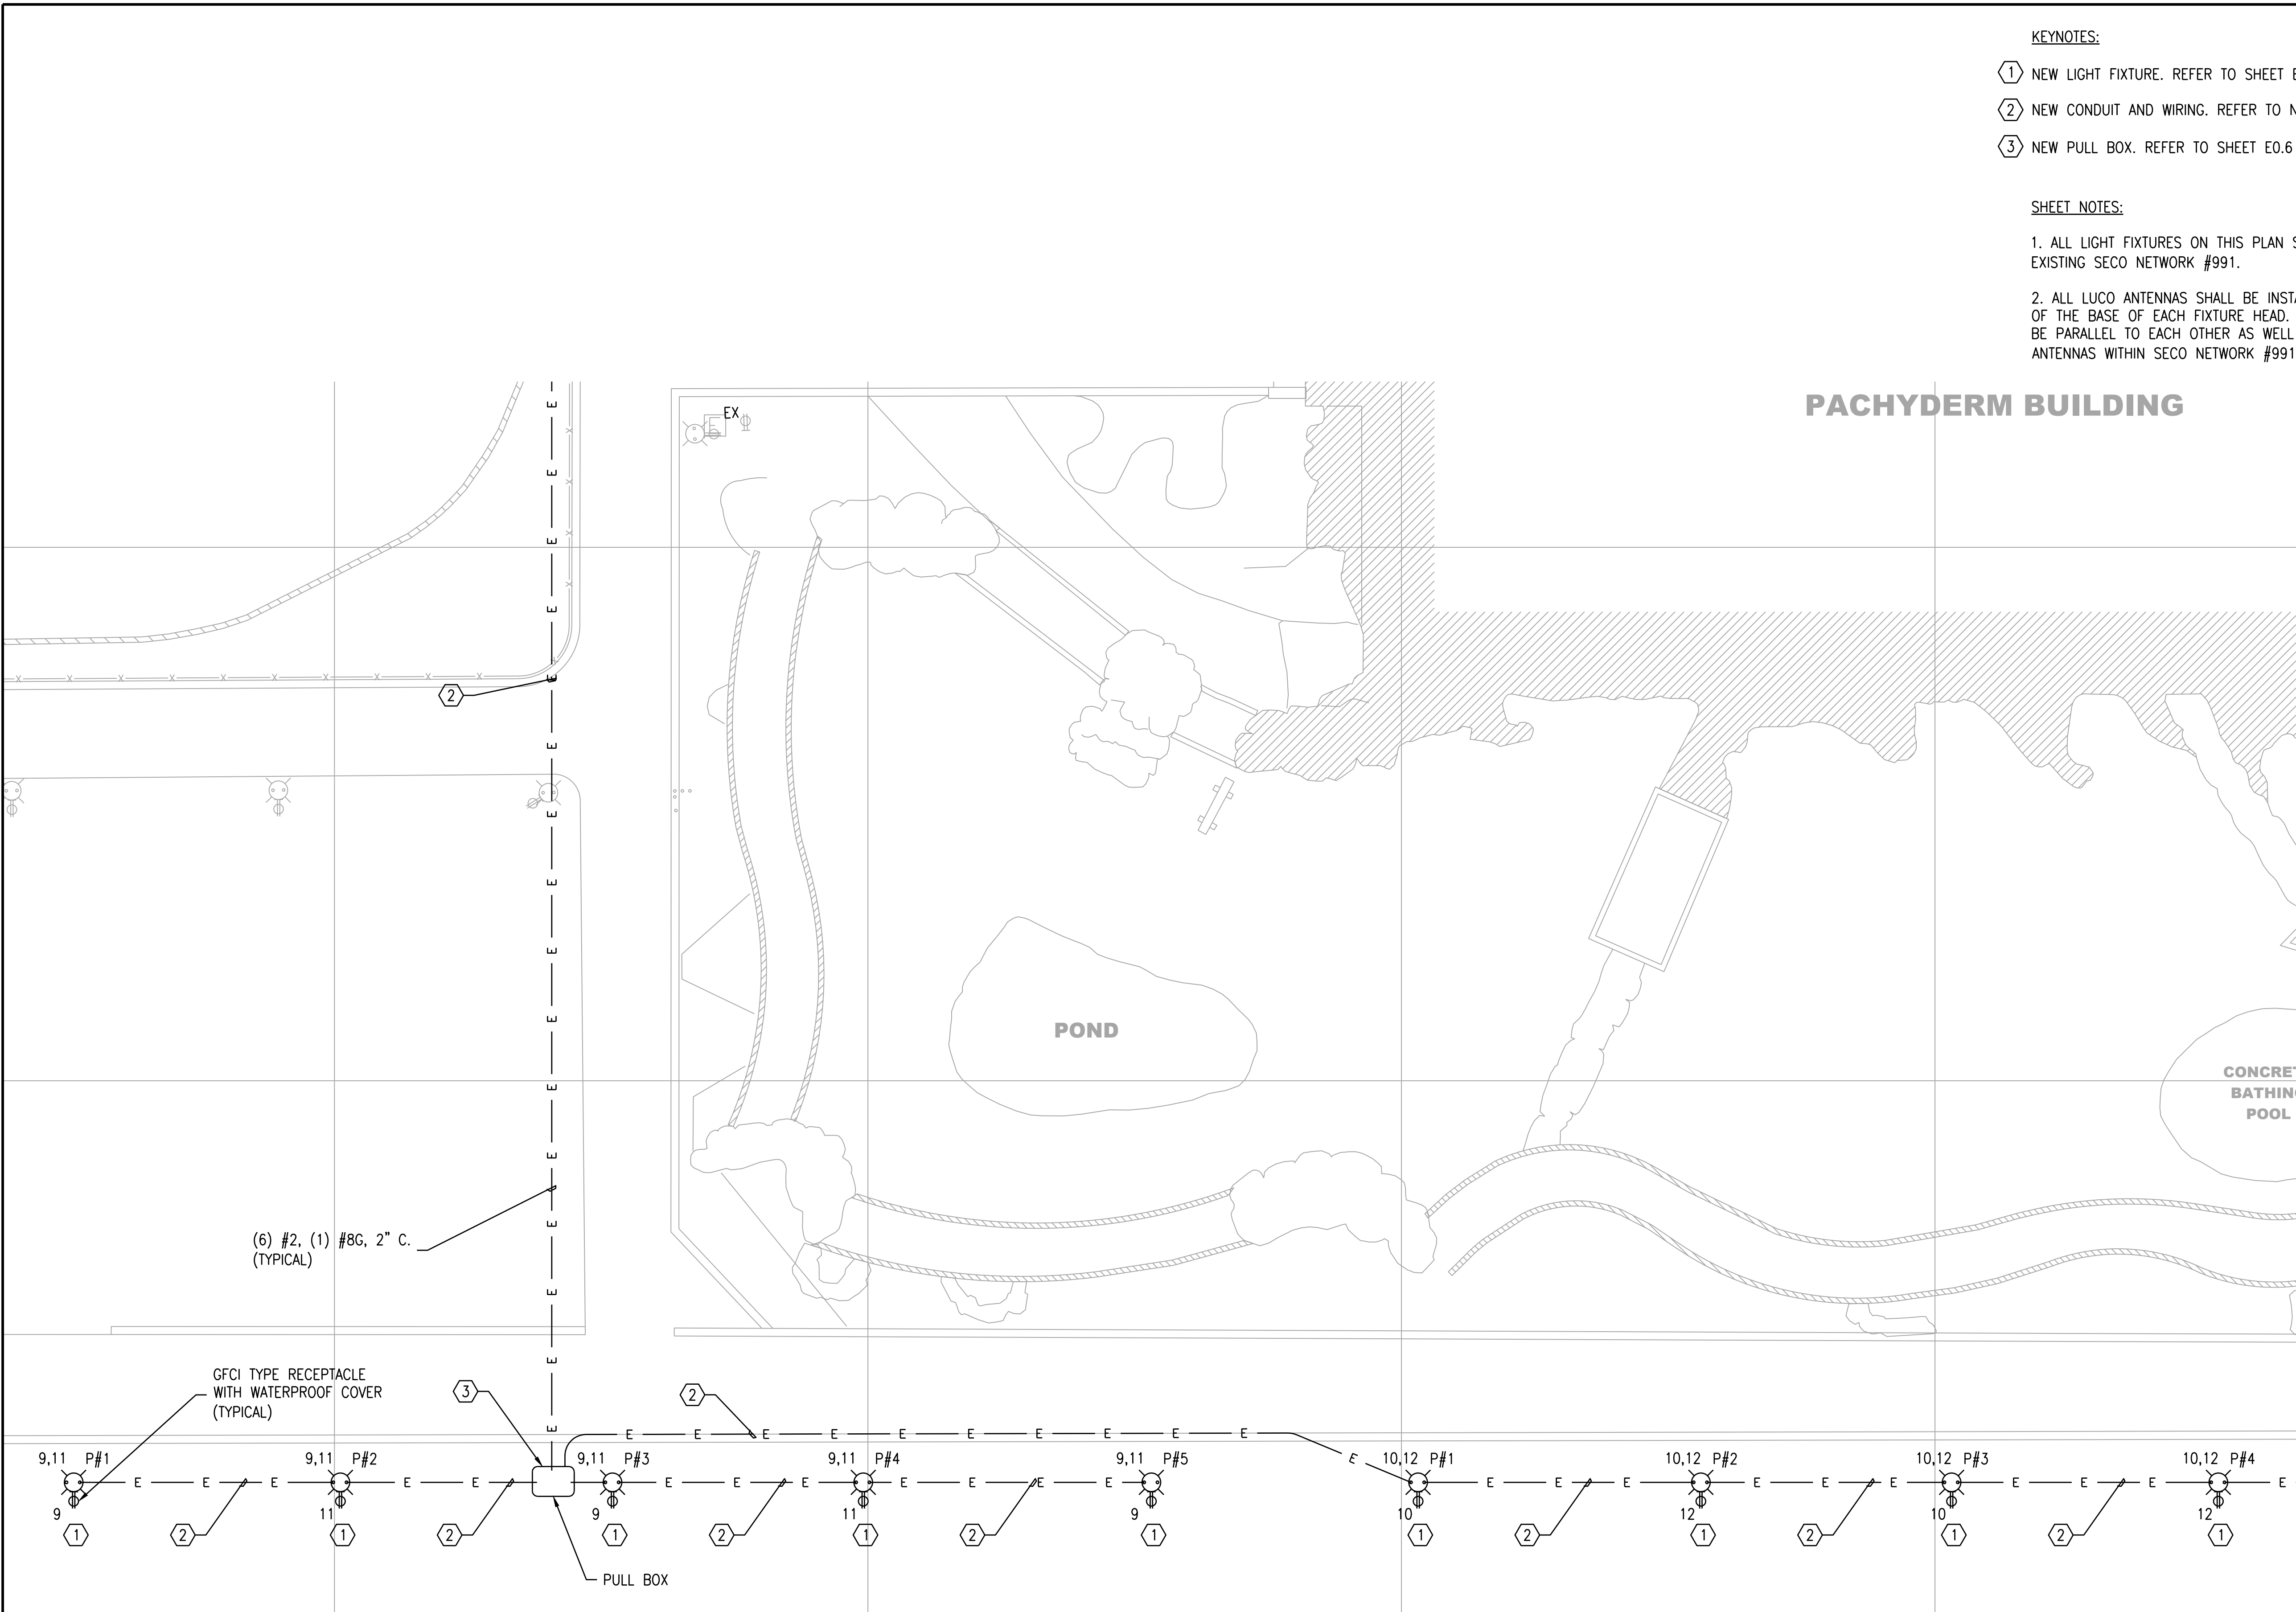 KEYNOTES:
1 NEW LIGHT FIXTURE. REFER TO SHEET
2 NEW CONDUIT AND WIRING. REFER TO
3 NEW PULL BOX. REFER TO SHEET E0.6
SHEET NOTES:
1. ALL LIGHT FIXTURES ON THIS PLAN
EXISTING SECO NETWORK #991.
2. ALL LUCO ANTENNAS SHALL BE
OF THE BASE OF EACH FIXTURE HEAD.
BE PARALLEL TO EACH OTHER AS WELL
ANTENNAS WITHIN SECO NETWORK #991
PACHYDERM BUILDING
EX
E
E
E
E
E
E
2
E
E
E
E
E
E
E
E
POND
BATHING
POOL
E
(6) #2, (1) #8G, 2" C.
(TYPICAL)
E
E
GFCI TYPE RECEPTACLE
WITH WATERPROOF COVER
(TYPICAL)
3
2
E
E E E E E E E E E E
9,11 P#1 9,11 P#2 9,11 P#3 9,11 P#4 9,11 P#5 E 10,12 P#1 10,12 P#2 10,12 P#3 10,12 P#4
E E E E E E E E E E E E E E E E E E E E E E
9 11 9 11 9 10 12 10 12
1 2 1 2 1 2 1 2 1 1 2 1 2 1 2 1
PULL BOX